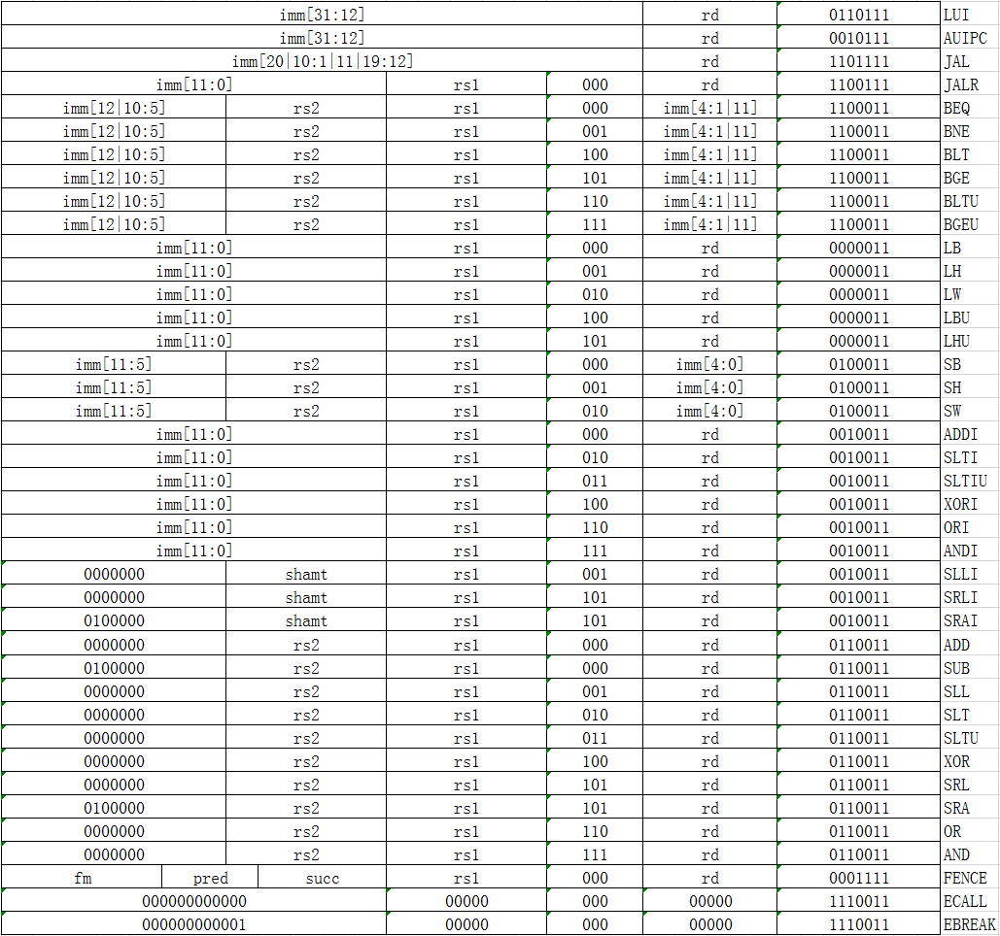 imm[31:12] rd 0110111 LUI
imm[31:12] rd 0010111 AUIPC
imm[20|10:1|11|19:12] rd 1101111 JAL
imm[11:0] rs1 000 rd 1100111 JALR
imm[12|10:5] rs2 rs1 000 imm[4:1|11] 1100011 BEQ
imm[12|10:5] rs2 rs1 001 imm[4:1|11] 1100011 BNE
imm[12|10:5] rs2 rs1 100 imm[4:1|11] 1100011 BLT
imm[12|10:5] rs2 rs1 101 imm[4:1|11] 1100011 BGE
imm[12|10:5] rs2 rs1 110 imm[4:1|11] 1100011 BLTU
imm[12|10:5] rs2 rs1 111 imm[4:1|11] 1100011 BGEU
imm[11:0] rs1 000 rd 0000011 LB
imm[11:0] rs1 001 rd 0000011 LH
imm[11:0] rs1 010 rd 0000011 LW
imm[11:0] rs1 100 rd 0000011 LBU
imm[11:0] rs1 101 rd 0000011 LHU
imm[11:5] rs2 rs1 000 imm[4:0] 0100011 SB
imm[11:5] rs2 rs1 001 imm[4:0] 0100011 SH
imm[11:5] rs2 rs1 010 imm[4:0] 0100011 SW
imm[11:0] rs1 000 rd 0010011 ADDI
imm[11:0] rs1 010 rd 0010011 SLTI
imm[11:0] rs1 011 rd 0010011 SLTIU
imm[11:0] rs1 100 rd 0010011 XORI
imm[11:0] rs1 110 rd 0010011 ORI
imm[11:0] rs1 111 rd 0010011 ANDI
0000000 shamt rs1 001 rd 0010011 SLLI
0000000 shamt rs1 101 rd 0010011 SRLI
0100000 shamt rs1 101 rd 0010011 SRAI
0000000 rs2 rs1 000 rd 0110011 ADD
0100000 rs2 rs1 000 rd 0110011 SUB
0000000 rs2 rs1 001 rd 0110011 SLL
0000000 rs2 rs1 010 rd 0110011 SLT
0000000 rs2 rs1 011 rd 0110011 SLTU
0000000 rs2 rs1 100 rd 0110011 XOR
0000000 rs2 rs1 101 rd 0110011 SRL
0100000 rs2 rs1 101 rd 0110011 SRA
0000000 rs2 rs1 110 rd 0110011 OR
0000000 rs2 rs1 111 rd 0110011 AND
fm pred succ rs1 000 rd 0001111 FENCE
000000000000 00000 000 00000 1110011 ECALL
000000000001 00000 000 00000 1110011 EBREAK